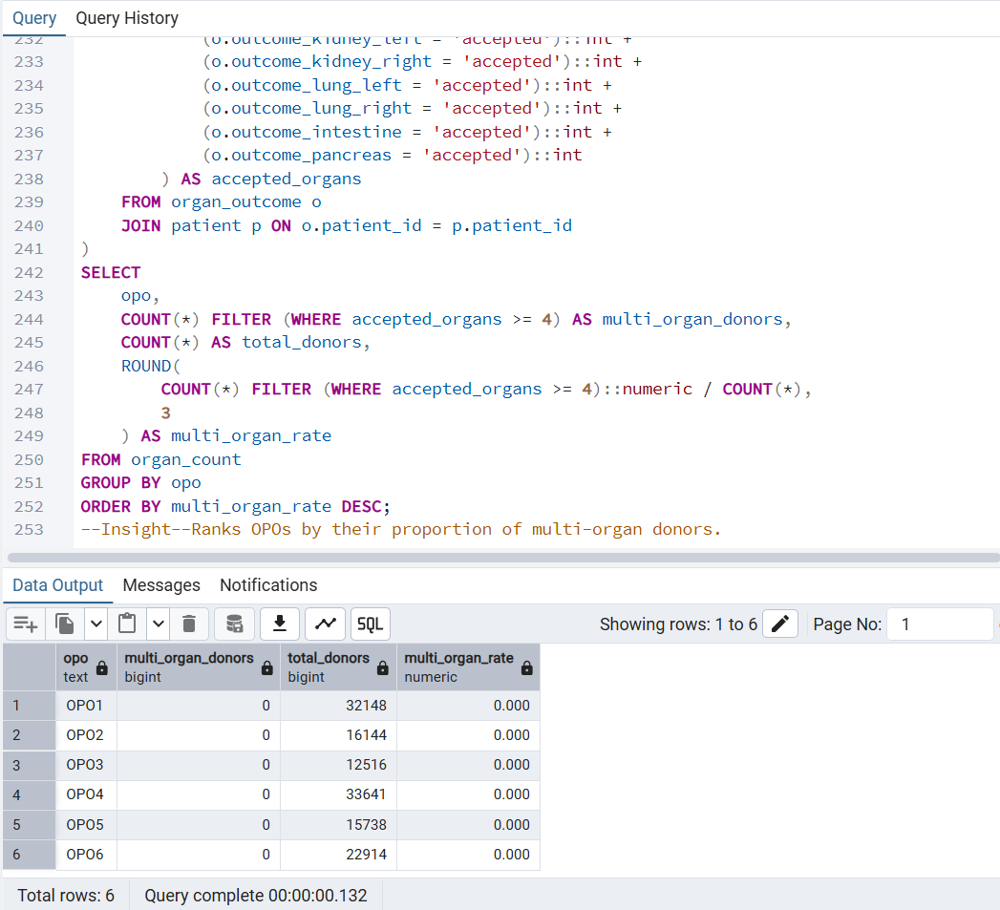 Query Query History
232 (o.outcome_kidney_left = 'accepted')::int +
233 (o.outcome_kidney_right = 'accepted')::int +
234 (o.outcome_lung_left = 'accepted')::int +
235 (o.outcome_lung_right = 'accepted')::int +
236 (o.outcome_intestine = 'accepted')::int +
237 (o.outcome_pancreas = 'accepted')::int
238 ) AS accepted_organs
239 FROM organ_outcome o
240 JOIN patient p ON o.patient_id = p.patient_id
241 )
242 SELECT
243 opo,
244 COUNT(*) FILTER (WHERE accepted_organs >= 4) AS multi_organ_donors,
245 COUNT(*) AS total_donors,
246 ROUND(
247 COUNT(*) FILTER (WHERE accepted_organs >= 4)::numeric / COUNT(*),
248 3
249 ) AS multi_organ_rate
250 FROM organ_count
251 GROUP BY opo
252 ORDER BY multi_organ_rate DESC;
253 --Insight--Ranks OPOs by their proportion of multi-organ donors.
Data Output Messages Notifications
SQL Showing rows: 1 to 6 Page No: 1
opo multi_organ_donors total_donors multi_organ_rate
text bigint bigint numeric
1 OPO1 0 32148 0.000
2 OPO2 0 16144 0.000
3 OPO3 0 12516 0.000
4 OPO4 0 33641 0.000
5 OPO5 0 15738 0.000
6 OPO6 0 22914 0.000
Total rows: 6 Query complete 00:00:00.132